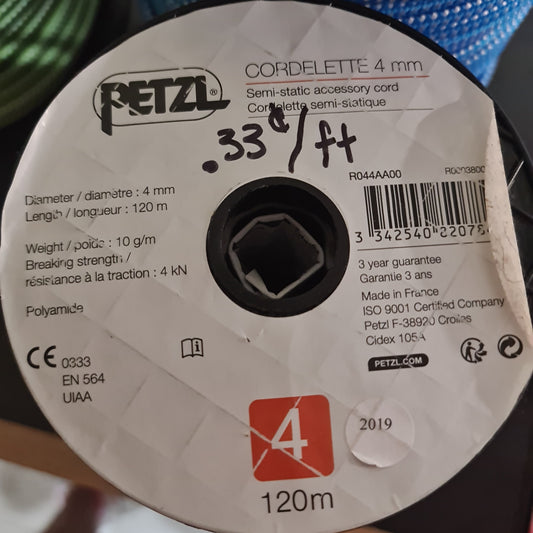 PETZL®
CORDELETTE 4 mm
Semi-static accessory cord
Cordelette semi-statique
.33¢/ft
R044AA00
Diameter / diamètre : 4 mm
Length / longueur : 120 m
Weight / poids : 10 g/m
Breaking strength /
résistance à la traction : 4 kN
Polyamide
3 342540 22078
3 year guarantee
Garantie 3 ans
Made in France
ISO 9001 Certified Company
Petzl F-38920 Crolles
Cidex 105A
PETZL.COM
CE 0333
EN 564
UIAA
i
4
2019
120m